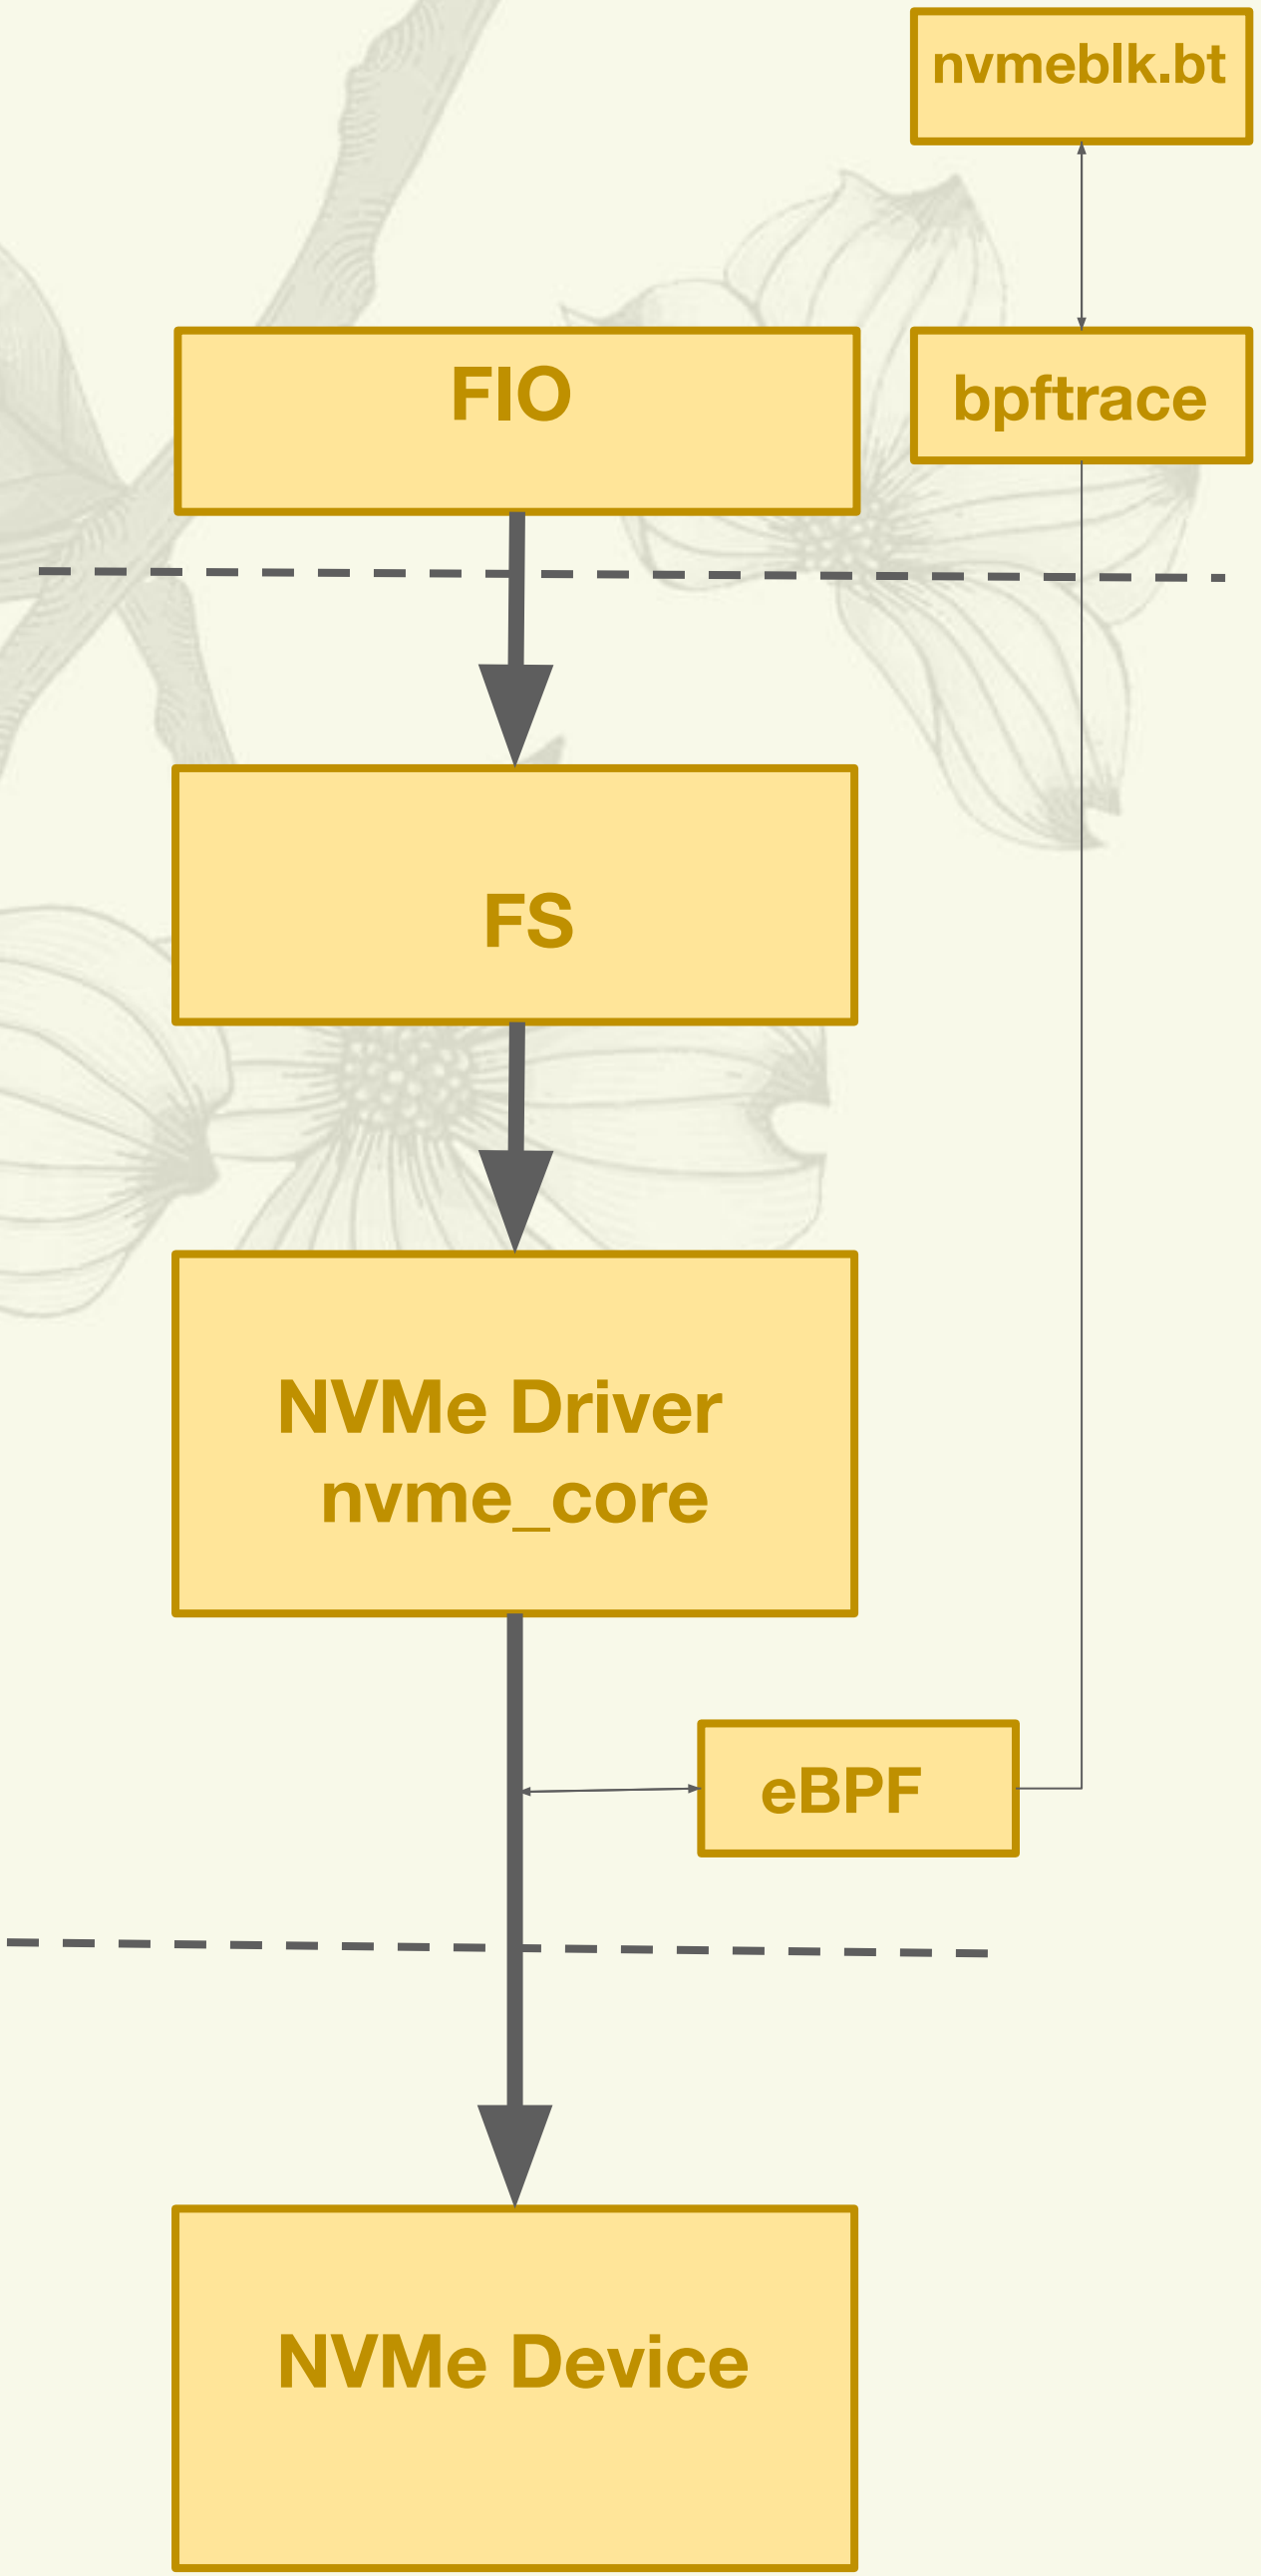 nvmeblk.bt
FIO
bpftrace
FS
NVMe Driver
nvme_core
eBPF
NVMe Device